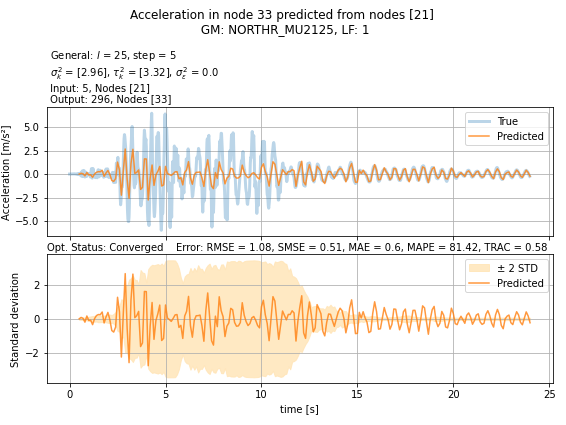 Acceleration in node 33 predicted from nodes [21]
GM: NORTHR_MU2125, LF: 1
General: l = 25, step = 5
σ²ₖ = [2.96], τ²ₖ = [3.32], σ²ε = 0.0
Input: 5, Nodes [21]
Output: 296, Nodes [33]
True
Predicted
5.0
2.5
0.0
−2.5
−5.0
Acceleration [m/s²]
Opt. Status: Converged Error: RMSE = 1.08, SMSE = 0.51, MAE = 0.6, MAPE = 81.42, TRAC = 0.58
± 2 STD
Predicted
2
0
−2
Standard deviation
0 5 10 15 20 25
time [s]